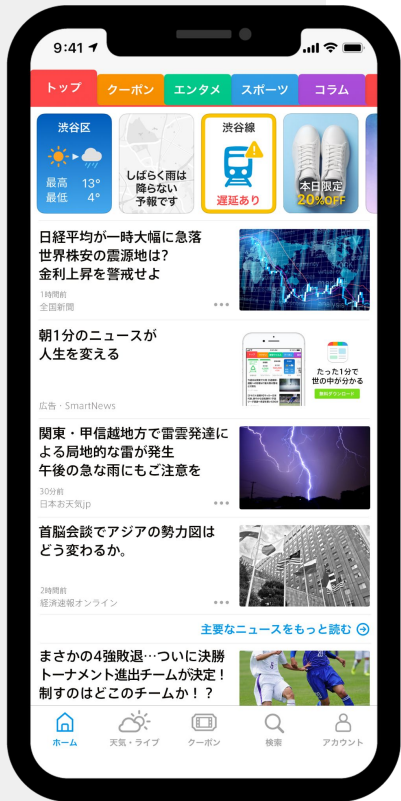 9:41
トップ
クーポン
エンタメ
スポーツ
コラム
渋谷区
最高 13°
最低 4°
しばらく雨は
降らない
予報です
渋谷線
遅延あり
本日限定
20%OFF
日経平均が一時大幅に急落
世界株安の震源地は?
金利上昇を警戒せよ
1時間前
全国新聞
朝1分のニュースが
人生を変える
広告・SmartNews
たった1分で
世の中が分かる
無料ダウンロード
関東・甲信越地方で雷雲発達に
よる局地的な雷が発生
午後の急な雨にもご注意を
30分前
日本お天気jp
首脳会談でアジアの勢力図は
どう変わるか。
2時間前
経済速報オンライン
主要なニュースをもっと読む
まさかの4強敗退…ついに決勝
トーナメント進出チームが決定!
制すのはどこのチームか!?
ホーム
天気・ライブ
クーポン
検索
アカウント